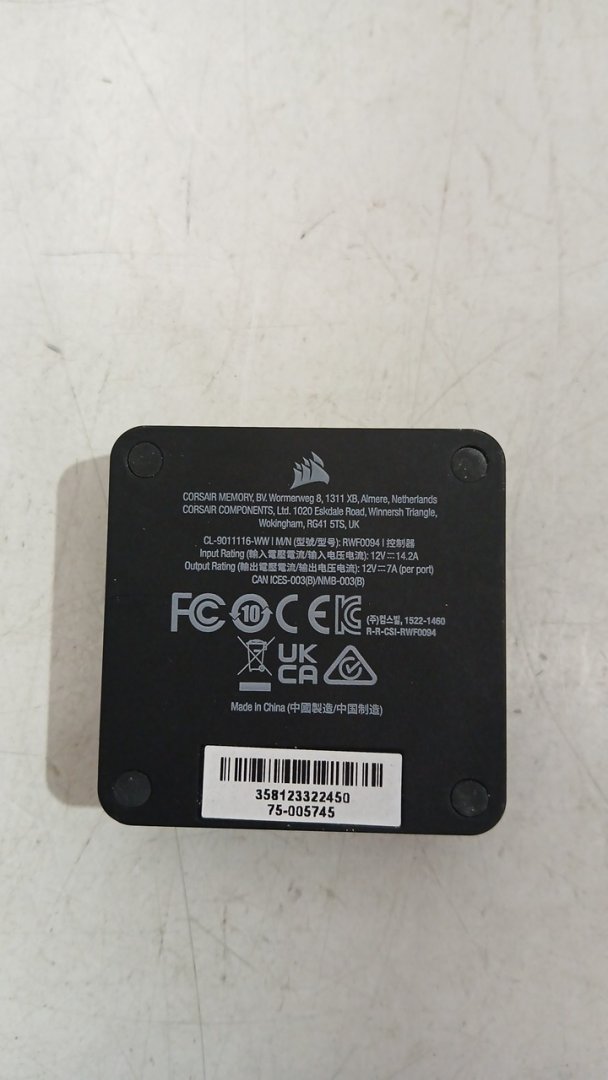 CORSAIR MEMORY, BV. Wormerweg 8, 1311 XB, Almere, Netherlands
CORSAIR COMPONENTS, Ltd. 1020 Eskdale Road, Winnersh Triangle,
Wokingham, RG41 5TS, UK
CL-9011116-WW | M/N (型號/型号): RWF0094 | 控制器
Input Rating (輸入電壓電流/输入电压电流): 12V⎓14.2A
Output Rating (輸出電壓電流/输出电压电流): 12V⎓7A (per port)
CAN ICES-003(B)/NMB-003(B)
FC 10 CE KC (주)컴스빌, 1522-1460
R-R-CSI-RWF0094
UK
CA
Made in China (中國製造/中国制造)
358123322450
75-005745